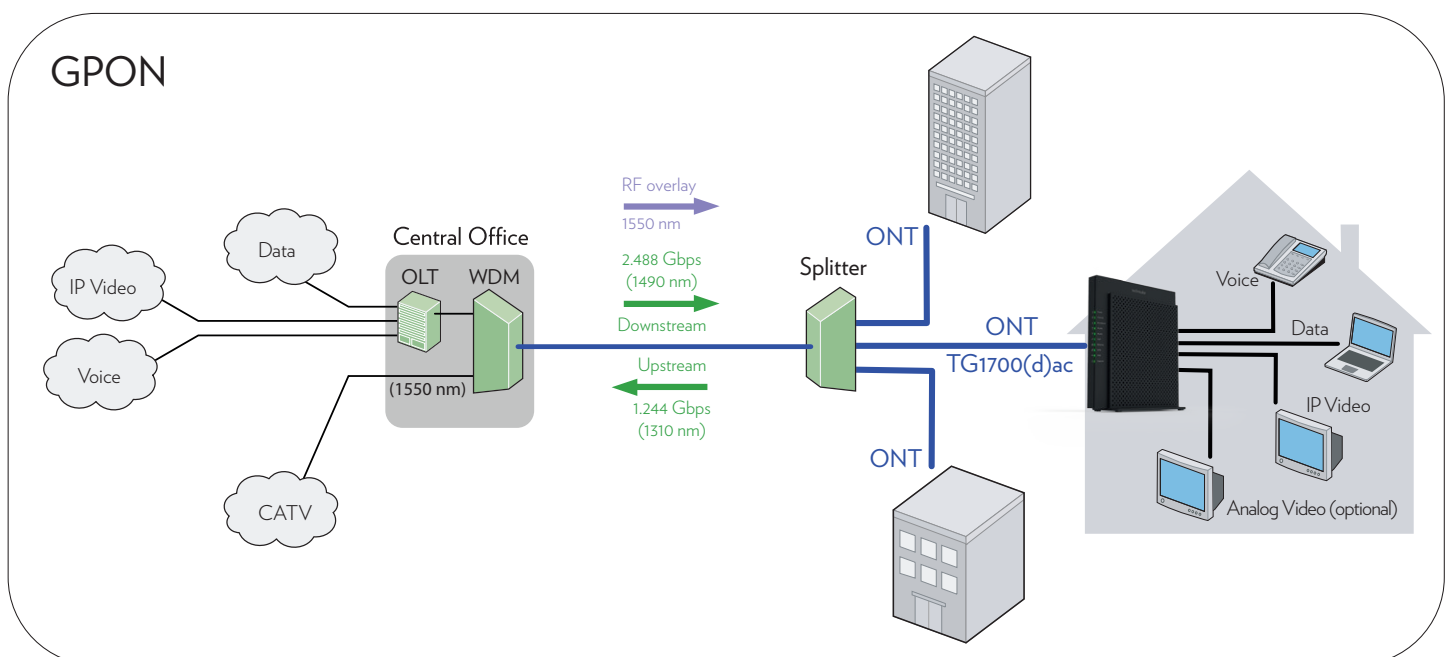 GPON
Data
IP Video
Voice
CATV
Central Office
OLT
WDM
(1550 nm)
RF overlay
1550 nm
2.488 Gbps
(1490 nm)
Downstream
Upstream
1.244 Gbps
(1310 nm)
Splitter
ONT
ONT
TG1700(d)ac
ONT
Voice
Data
IP Video
Analog Video (optional)